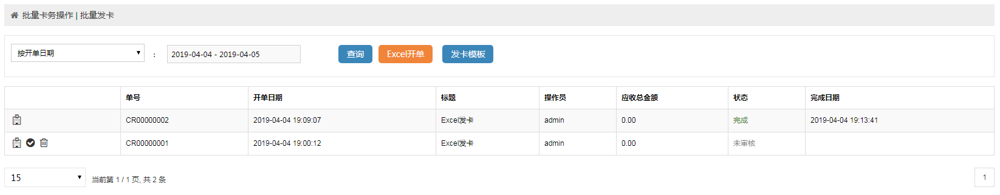 批量卡务操作 | 批量发卡
按开单日期 : 2019-04-04 - 2019-04-05 查询 Excel开单 发卡模板
单号 开单日期 标题 操作员 应收总金额 状态 完成日期
CR00000002 2019-04-04 19:09:07 Excel发卡 admin 0.00 完成 2019-04-04 19:13:41
CR00000001 2019-04-04 19:00:12 Excel发卡 admin 0.00 未审核
15 当前第 1 / 1 页, 共 2 条 1